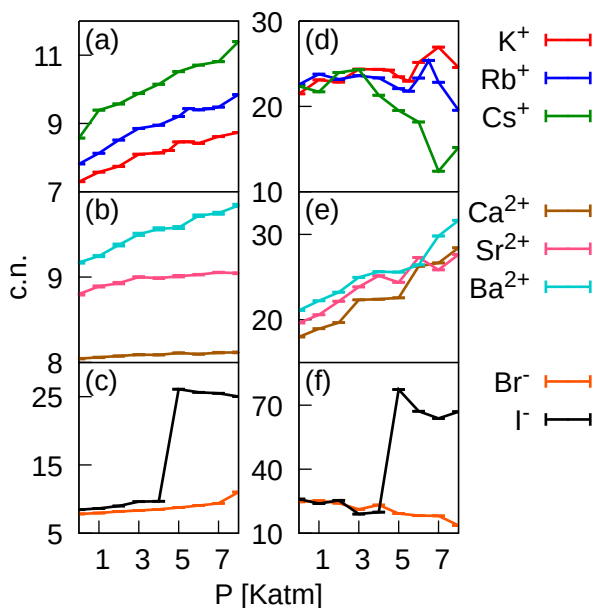 (a)
11
9
7
(d)
30
20
10
K+
Rb+
Cs+
(b)
9
8
c.n.
(e)
30
20
Ca2+
Sr2+
Ba2+
(c)
25
10
5
(f)
70
40
10
Br-
I-
1 3 5 7
1 3 5 7
P [Katm]